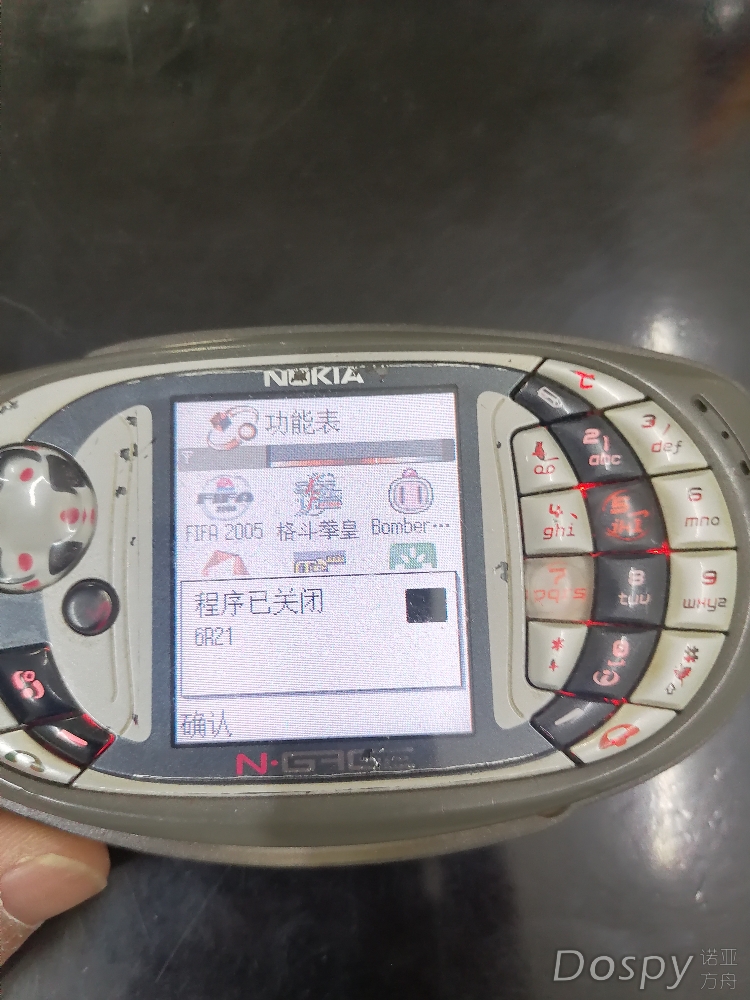 NOKIA
功能表
FIFA
FIFA 2005
格斗拳皇
Bomber…
程序已关闭
6R21
确认
N·GAGE
2 abc
3 def
4 ghi
6 mno
7 pqrs
8 tuv
9 wxyz
*
+
#
Dospy
诺亚
方舟